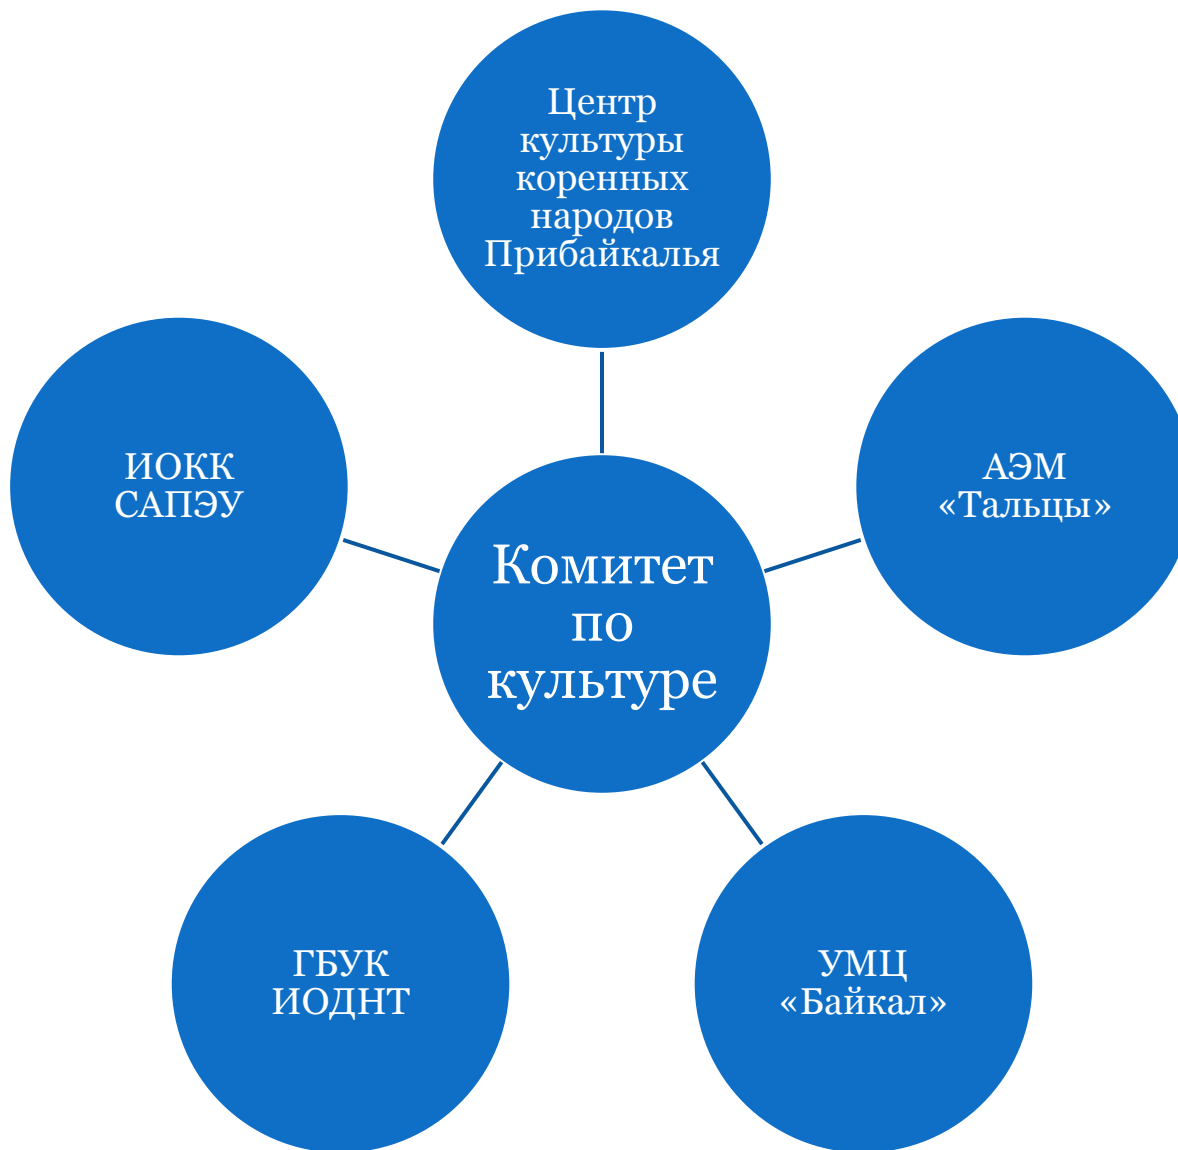 Центр
культуры
коренных
народов
Прибайкалья
ИОКК
САПЭУ
АЭМ
«Тальцы»
Комитет
по
культуре
ГБУК
ИОДНТ
УМЦ
«Байкал»